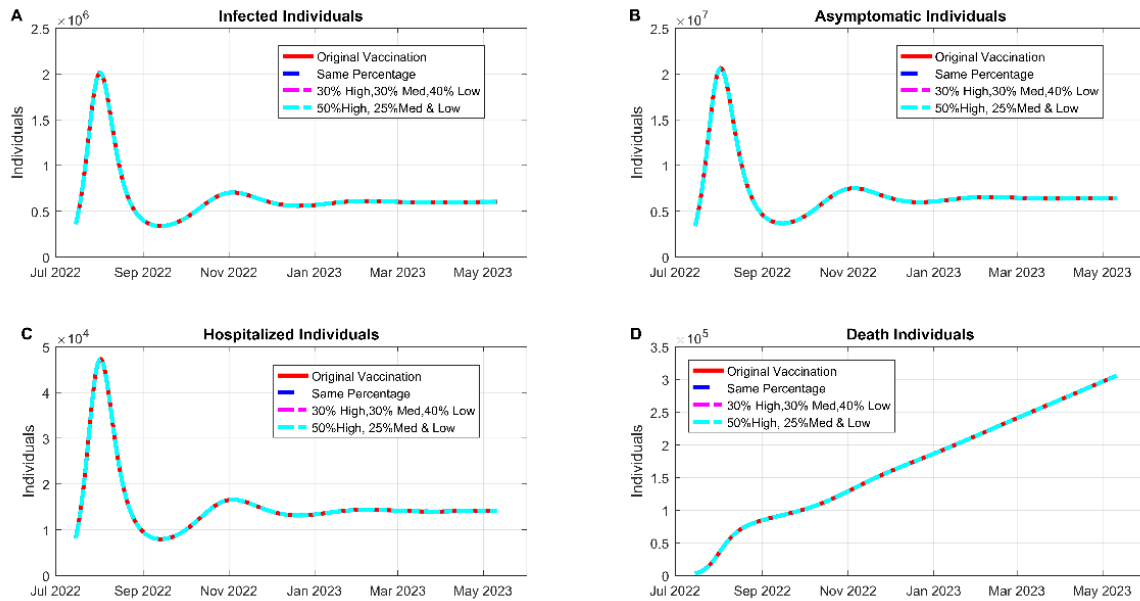 A
Infected Individuals
×10⁶
Individuals
2.5
2
1.5
1
0.5
0
Jul 2022 Sep 2022 Nov 2022 Jan 2023 Mar 2023 May 2023
Original Vaccination
Same Percentage
30% High,30% Med,40% Low
50%High, 25%Med & Low
B
Asymptomatic Individuals
×10⁷
Individuals
2.5
2
1.5
1
0.5
0
Jul 2022 Sep 2022 Nov 2022 Jan 2023 Mar 2023 May 2023
Original Vaccination
Same Percentage
30% High,30% Med,40% Low
50%High, 25%Med & Low
C
Hospitalized Individuals
×10⁴
Individuals
5
4
3
2
1
0
Jul 2022 Sep 2022 Nov 2022 Jan 2023 Mar 2023 May 2023
Original Vaccination
Same Percentage
30% High,30% Med,40% Low
50%High, 25%Med & Low
D
Death Individuals
×10⁵
Individuals
3.5
3
2.5
2
1.5
1
0.5
0
Jul 2022 Sep 2022 Nov 2022 Jan 2023 Mar 2023 May 2023
Original Vaccination
Same Percentage
30% High,30% Med,40% Low
50%High, 25%Med & Low